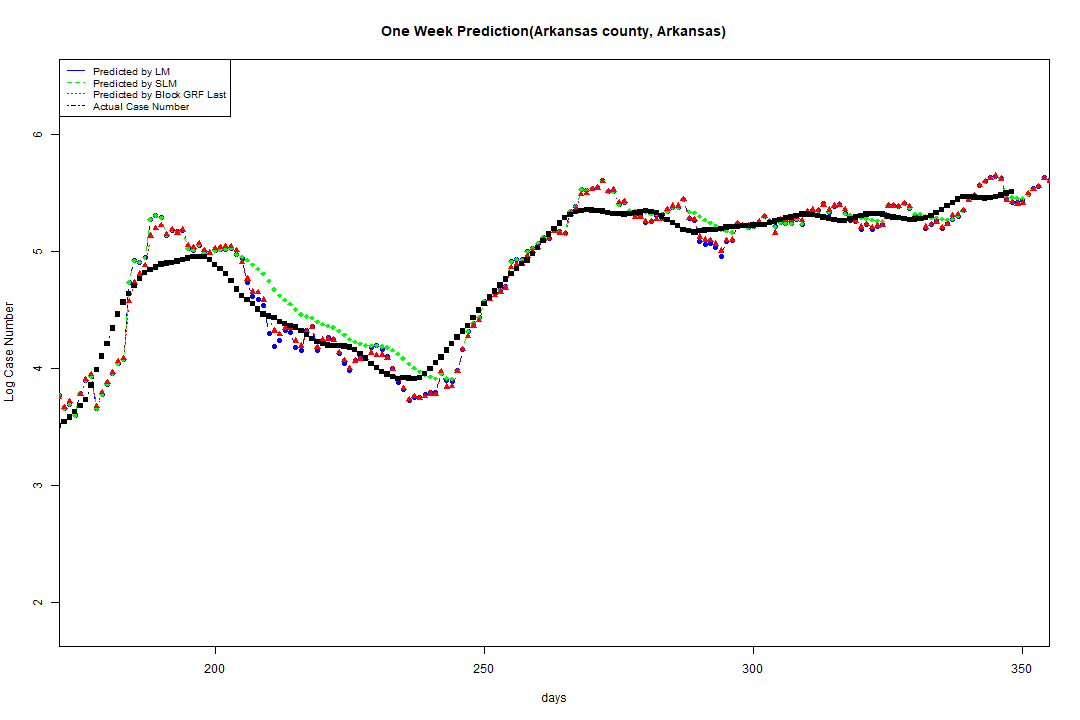 One Week Prediction(Arkansas county, Arkansas)
Predicted by LM
Predicted by SLM
Predicted by Block GRF Last
Actual Case Number
Log Case Number
6
5
4
3
2
200
250
300
350
days